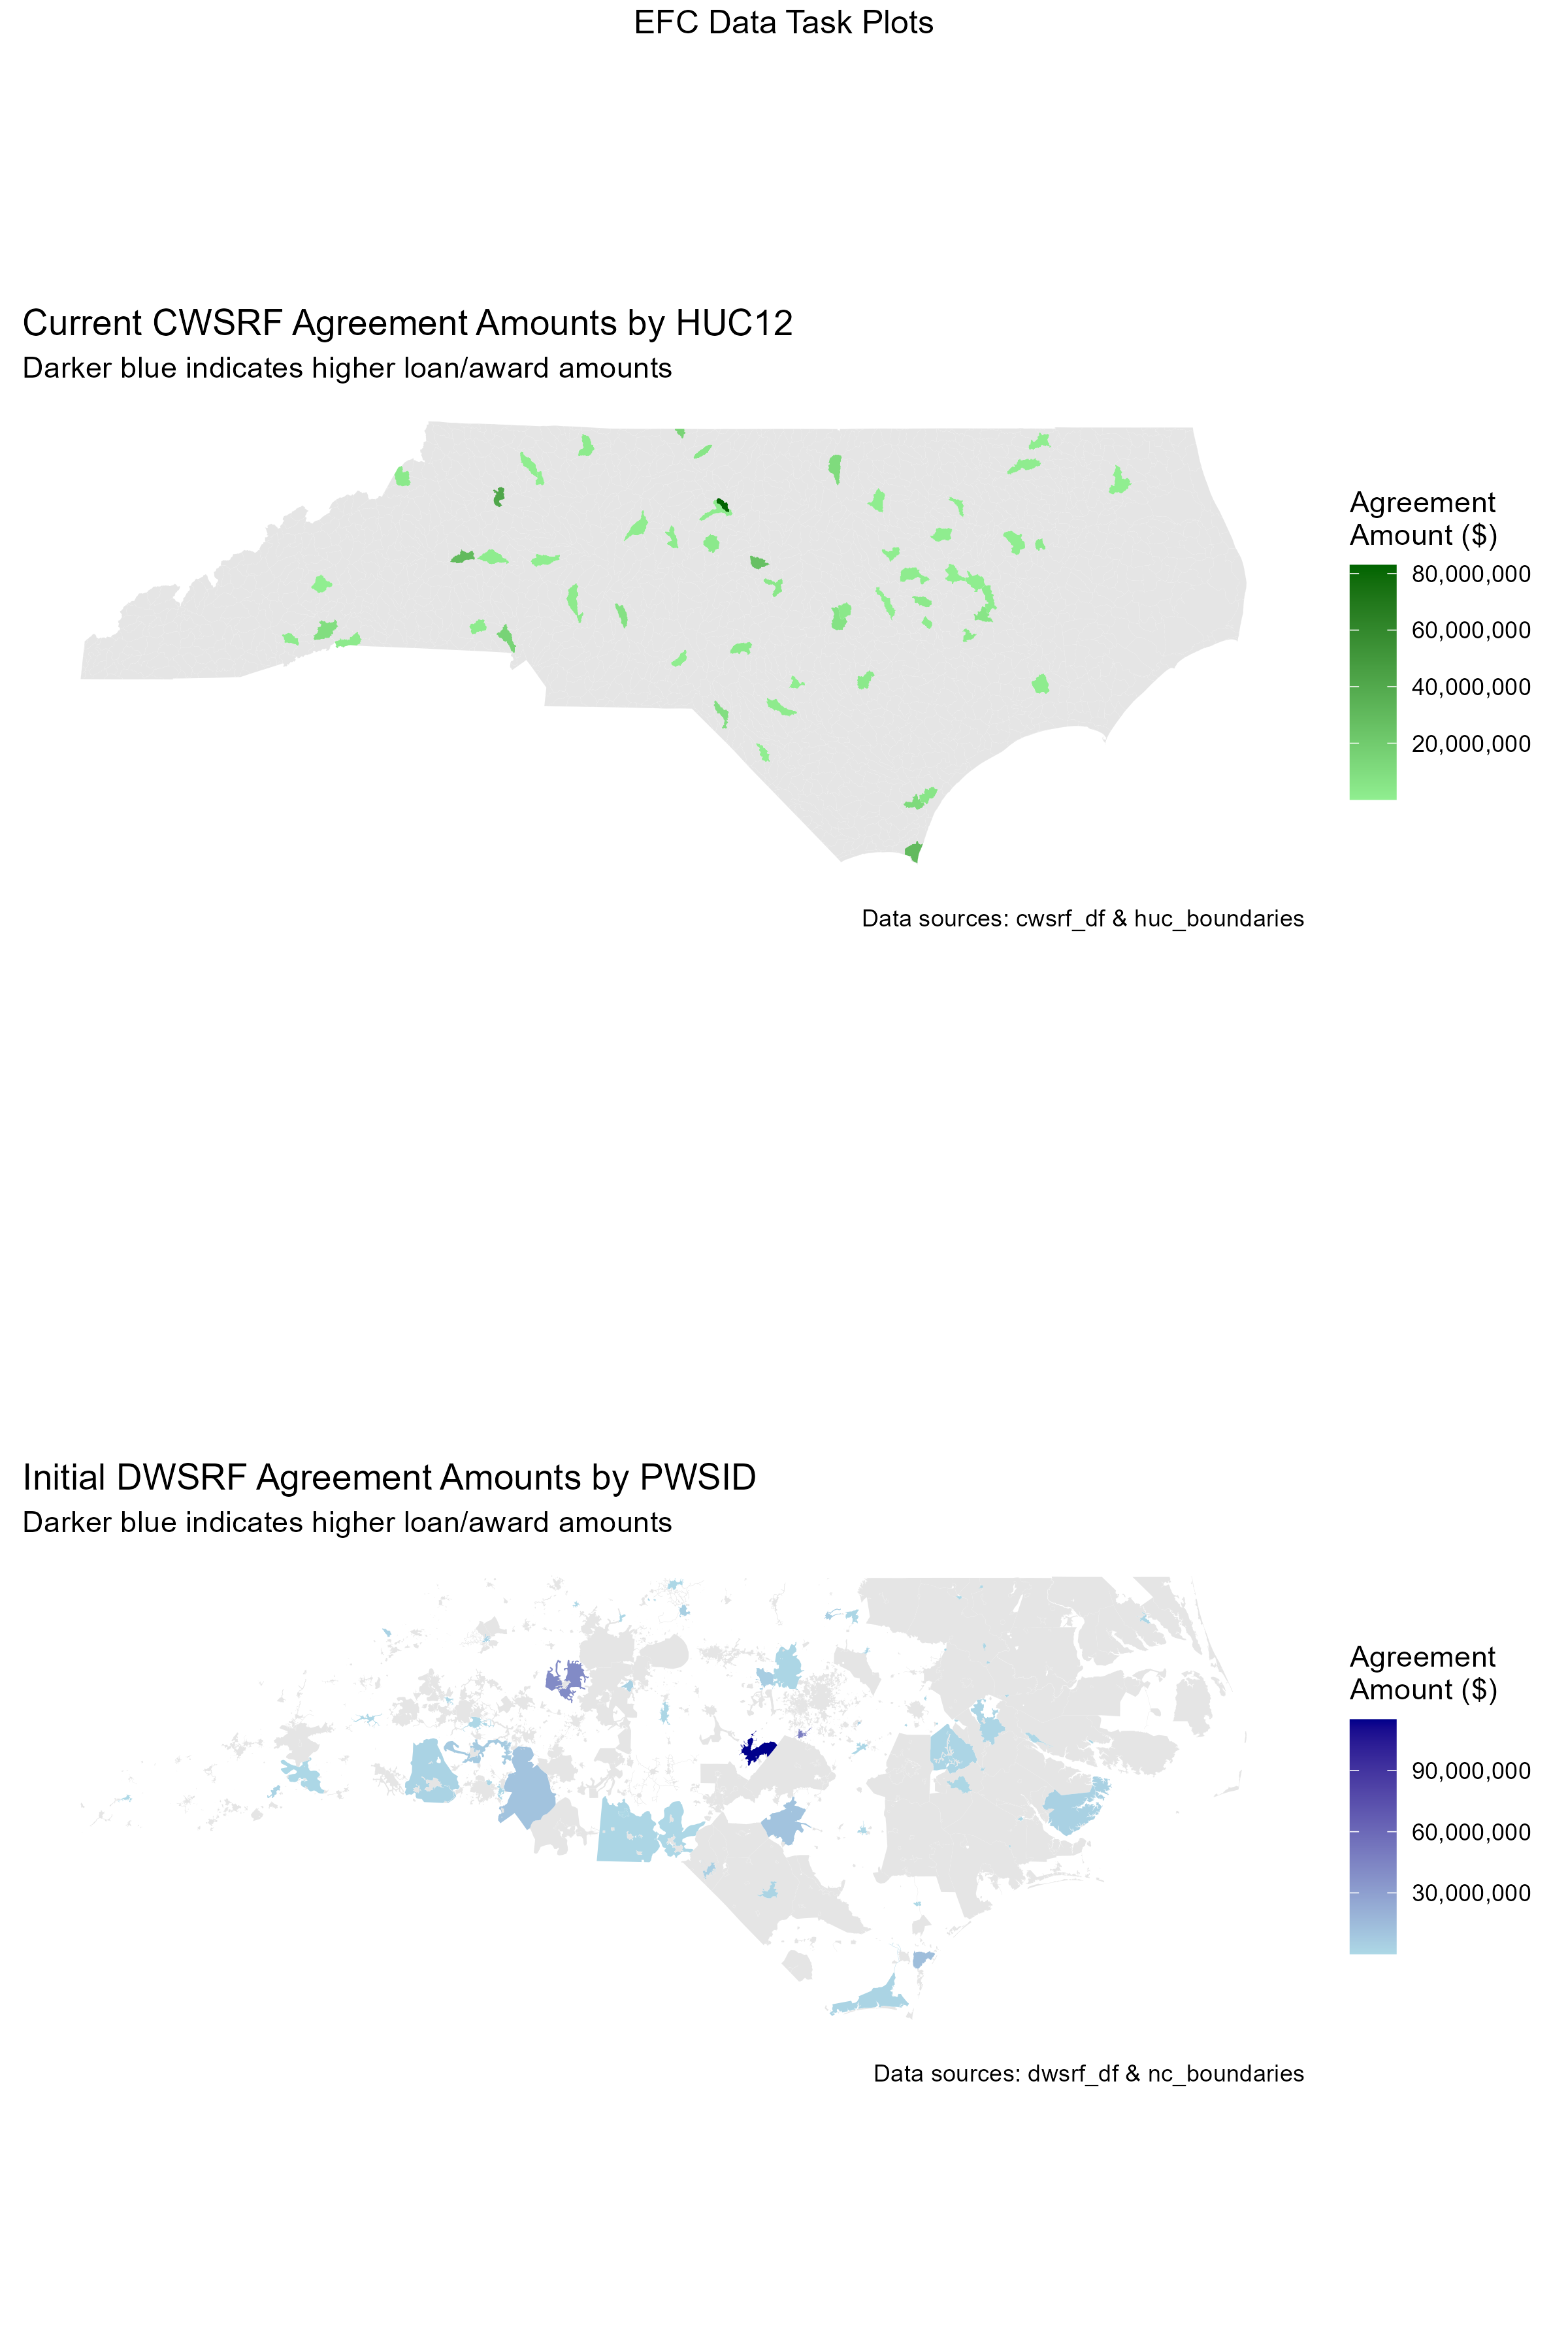 EFC Data Task Plots
Current CWSRF Agreement Amounts by HUC12
Darker blue indicates higher loan/award amounts
Agreement
Amount ($)
80,000,000
60,000,000
40,000,000
20,000,000
Data sources: cwsrf_df & huc_boundaries
Initial DWSRF Agreement Amounts by PWSID
Darker blue indicates higher loan/award amounts
Agreement
Amount ($)
90,000,000
60,000,000
30,000,000
Data sources: dwsrf_df & nc_boundaries